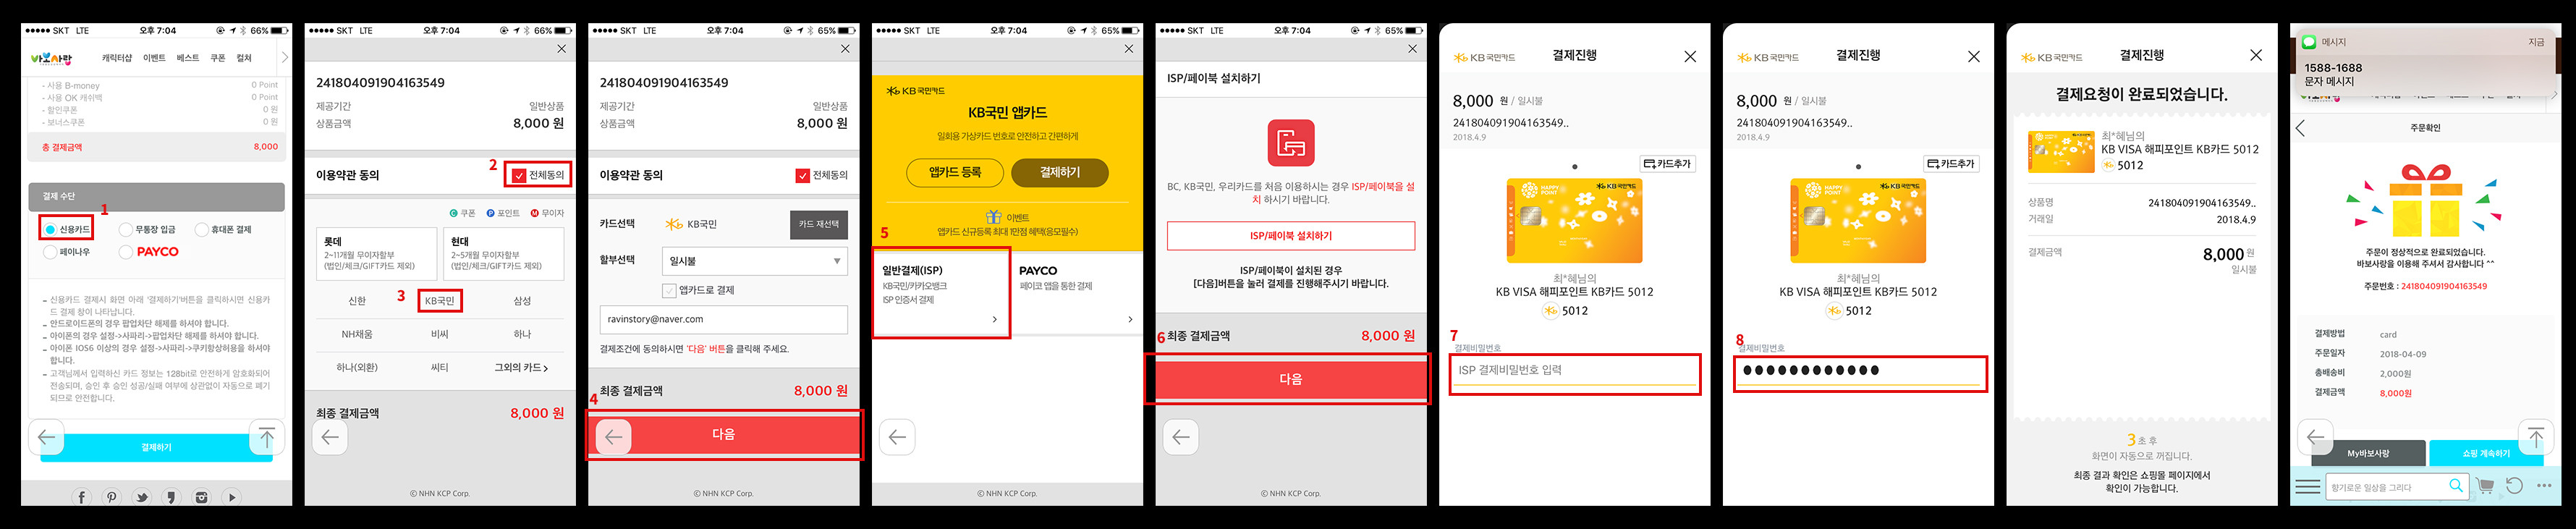 ●●●●● SKT LTE 오후 7:04 66%
바보사랑 캐릭터샵 이벤트 베스트 쿠폰 컬쳐
- 사용 B-money 0 Point
- 사용 OK 캐쉬백 0 Point
- 할인쿠폰 0 원
- 보너스쿠폰 0 원
총 결제금액 8,000
결제 수단
1
신용카드 무통장 입금 휴대폰 결제
페이나우 PAYCO
- 신용카드 결제시 화면 아래 '결제하기'버튼을 클릭하시면 신용카
드 결제 창이 나타납니다.
- 안드로이드폰의 경우 팝업차단 해제를 하셔야 합니다.
- 아이폰의 경우 설정->사파리->팝업차단 해제를 하셔야 합니다.
- 아이폰 IOS6 이상의 경우 설정->사파리->쿠키항상허용을 하셔야
합니다.
- 고객님께서 입력하신 카드 정보는 128bit로 안전하게 암호화되어
전송되며, 승인 후 승인 성공/실패 여부에 상관없이 자동으로 폐기
되므로 안전합니다.
결제하기
●●●●● SKT LTE 오후 7:04 66%
241804091904163549
제공기간 일반상품
상품금액 8,000 원
이용약관 동의 2 전체동의
C 쿠폰 P 포인트 M 무이자
롯데
2~11개월 무이자할부
(법인/체크/GIFT카드 제외)
현대
2~5개월 무이자할부
(법인/체크/GIFT카드 제외)
신한 3 KB국민 삼성
NH채움 비씨 하나
하나(외환) 씨티 그외의 카드 >
최종 결제금액 8,000 원
ⓒ NHN KCP Corp.
●●●●● SKT LTE 오후 7:04 65%
241804091904163549
제공기간 일반상품
상품금액 8,000 원
이용약관 동의 전체동의
카드선택 KB국민 카드 재선택
할부선택 일시불
앱카드로 결제
ravinstory@naver.com
결제조건에 동의하시면 '다음' 버튼을 클릭해 주세요.
최종 결제금액 8,000 원
4
다음
ⓒ NHN KCP Corp.
●●●●● SKT LTE 오후 7:04 65%
KB국민카드
KB국민 앱카드
일회용 가상카드 번호로 안전하고 간편하게
앱카드 등록 결제하기
이벤트
앱카드 신규등록 최대 1만점 혜택(응모필수)
5
일반결제(ISP)
KB국민/카카오뱅크
ISP 인증서 결제
PAYCO
페이코 앱을 통한 결제
ⓒ NHN KCP Corp.
●●●●● SKT LTE 오후 7:04 65%
ISP/페이북 설치하기
BC, KB국민, 우리카드를 처음 이용하시는 경우 ISP/페이북을 설
치 하시기 바랍니다.
ISP/페이북 설치하기
ISP/페이북이 설치된 경우
[다음]버튼을 눌러 결제를 진행해주시기 바랍니다.
6 최종 결제금액 8,000 원
다음
ⓒ NHN KCP Corp.
KB국민카드 결제진행
8,000 원 / 일시불
241804091904163549..
2018.4.9
카드추가
HAPPY POINT KB국민카드
최*혜님의
KB VISA 해피포인트 KB카드 5012
5012
7
결제비밀번호
ISP 결제비밀번호 입력
KB국민카드 결제진행
8,000 원 / 일시불
241804091904163549..
2018.4.9
카드추가
HAPPY POINT KB국민카드
최*혜님의
KB VISA 해피포인트 KB카드 5012
5012
8
결제비밀번호
●●●●●●●●●●●●
KB국민카드 결제진행
결제요청이 완료되었습니다.
최*혜님의
KB VISA 해피포인트 KB카드 5012
5012
상품명 241804091904163549..
거래일 2018.4.9
결제금액 8,000 원
일시불
3초 후
화면이 자동으로 꺼집니다.
최종 결과 확인은 쇼핑몰 페이지에서
확인이 가능합니다.
메시지 지금
1588-1688
문자 메시지
주문확인
주문이 정상적으로 완료되었습니다.
바보사랑을 이용해 주셔서 감사합니다 ^^
주문번호 : 241804091904163549
결제방법 card
주문일자 2018-04-09
총배송비 2,000원
결제금액 8,000원
My바보사랑 쇼핑 계속하기
향기로운 일상을 그리다